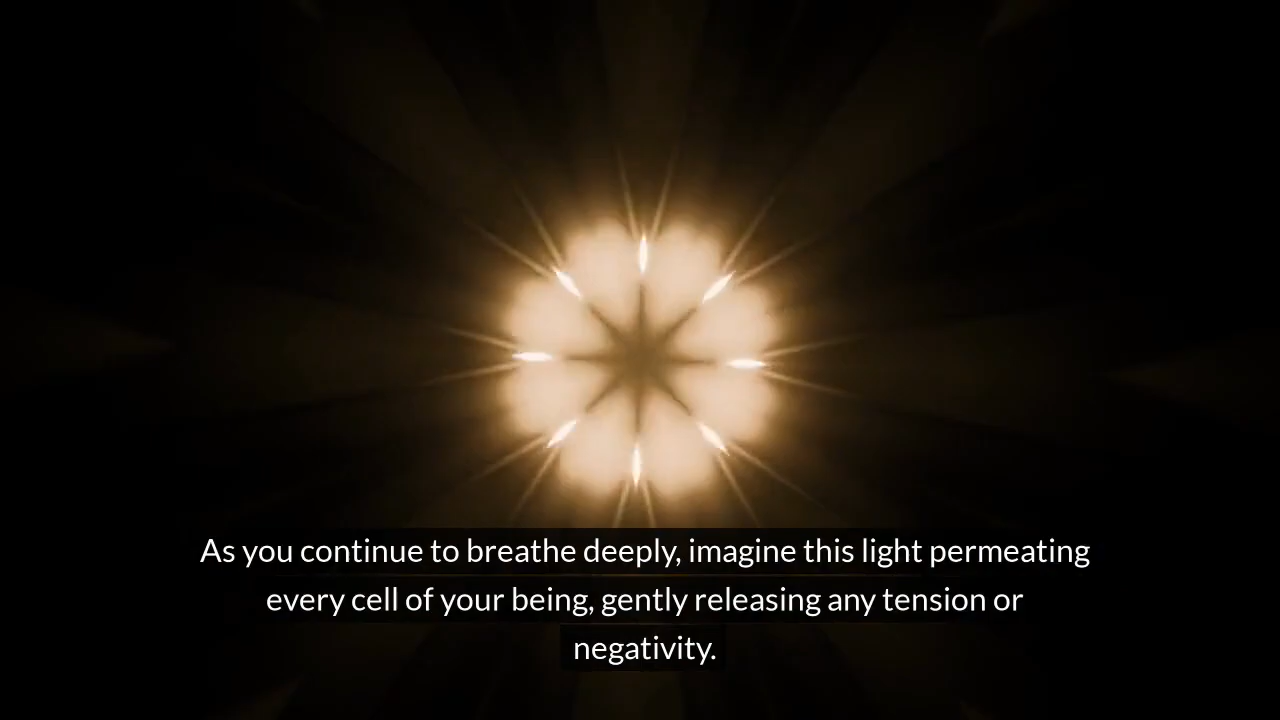 As you continue to breathe deeply, imagine this light permeating
every cell of your being, gently releasing any tension or
negativity.